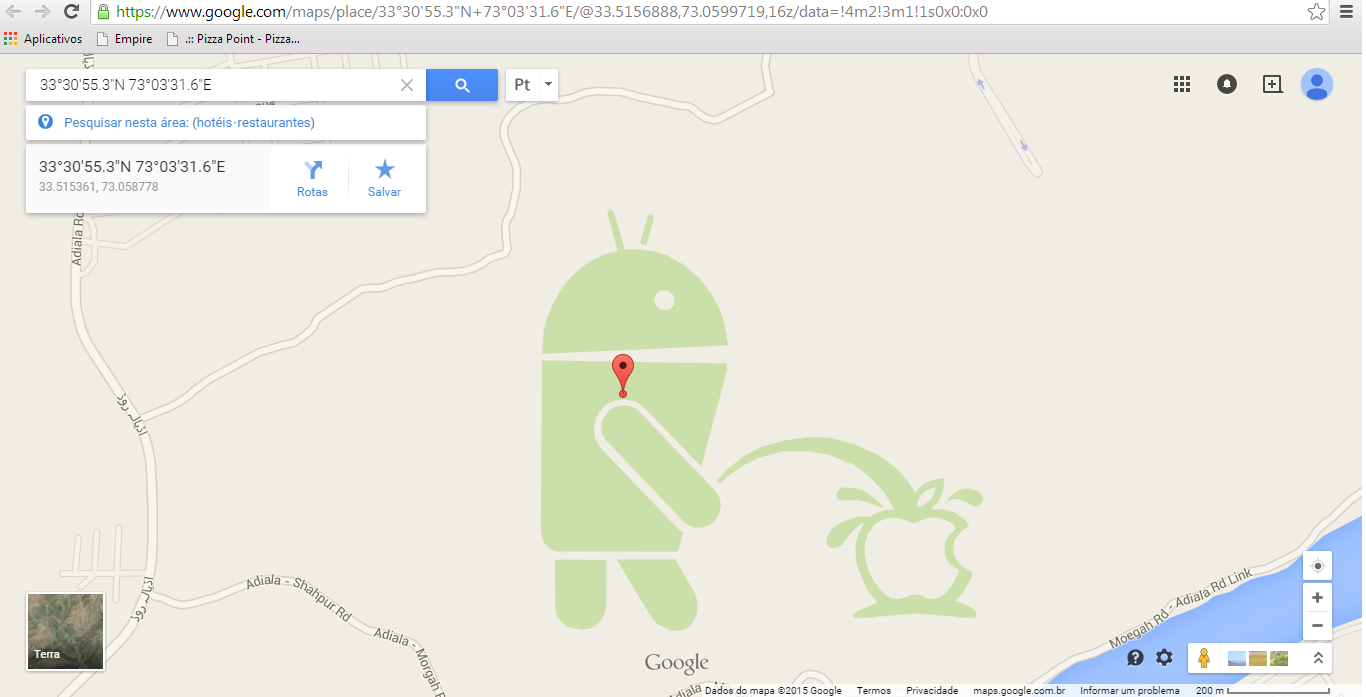 https://www.google.com/maps/place/33°30'55.3"N+73°03'31.6"E/@33.5156888,73.0599719,16z/data=!4m2!3m1!1s0x0:0x0
Aplicativos Empire .:: Pizza Point - Pizza...
33°30'55.3"N 73°03'31.6"E
Pt
Pesquisar nesta área: (hotéis·restaurantes)
33°30'55.3"N 73°03'31.6"E
33.515361, 73.058778
Rotas
Salvar
Adiala Rd
اڈیالہ روڈ
اڈیالہ روڈ
Adiala - Shahpur Rd
Adiala - Morgah
Moegah Rd - Adiala Rd Link
Terra
Google
Dados do mapa ©2015 Google Termos Privacidade maps.google.com.br Informar um problema 200 m